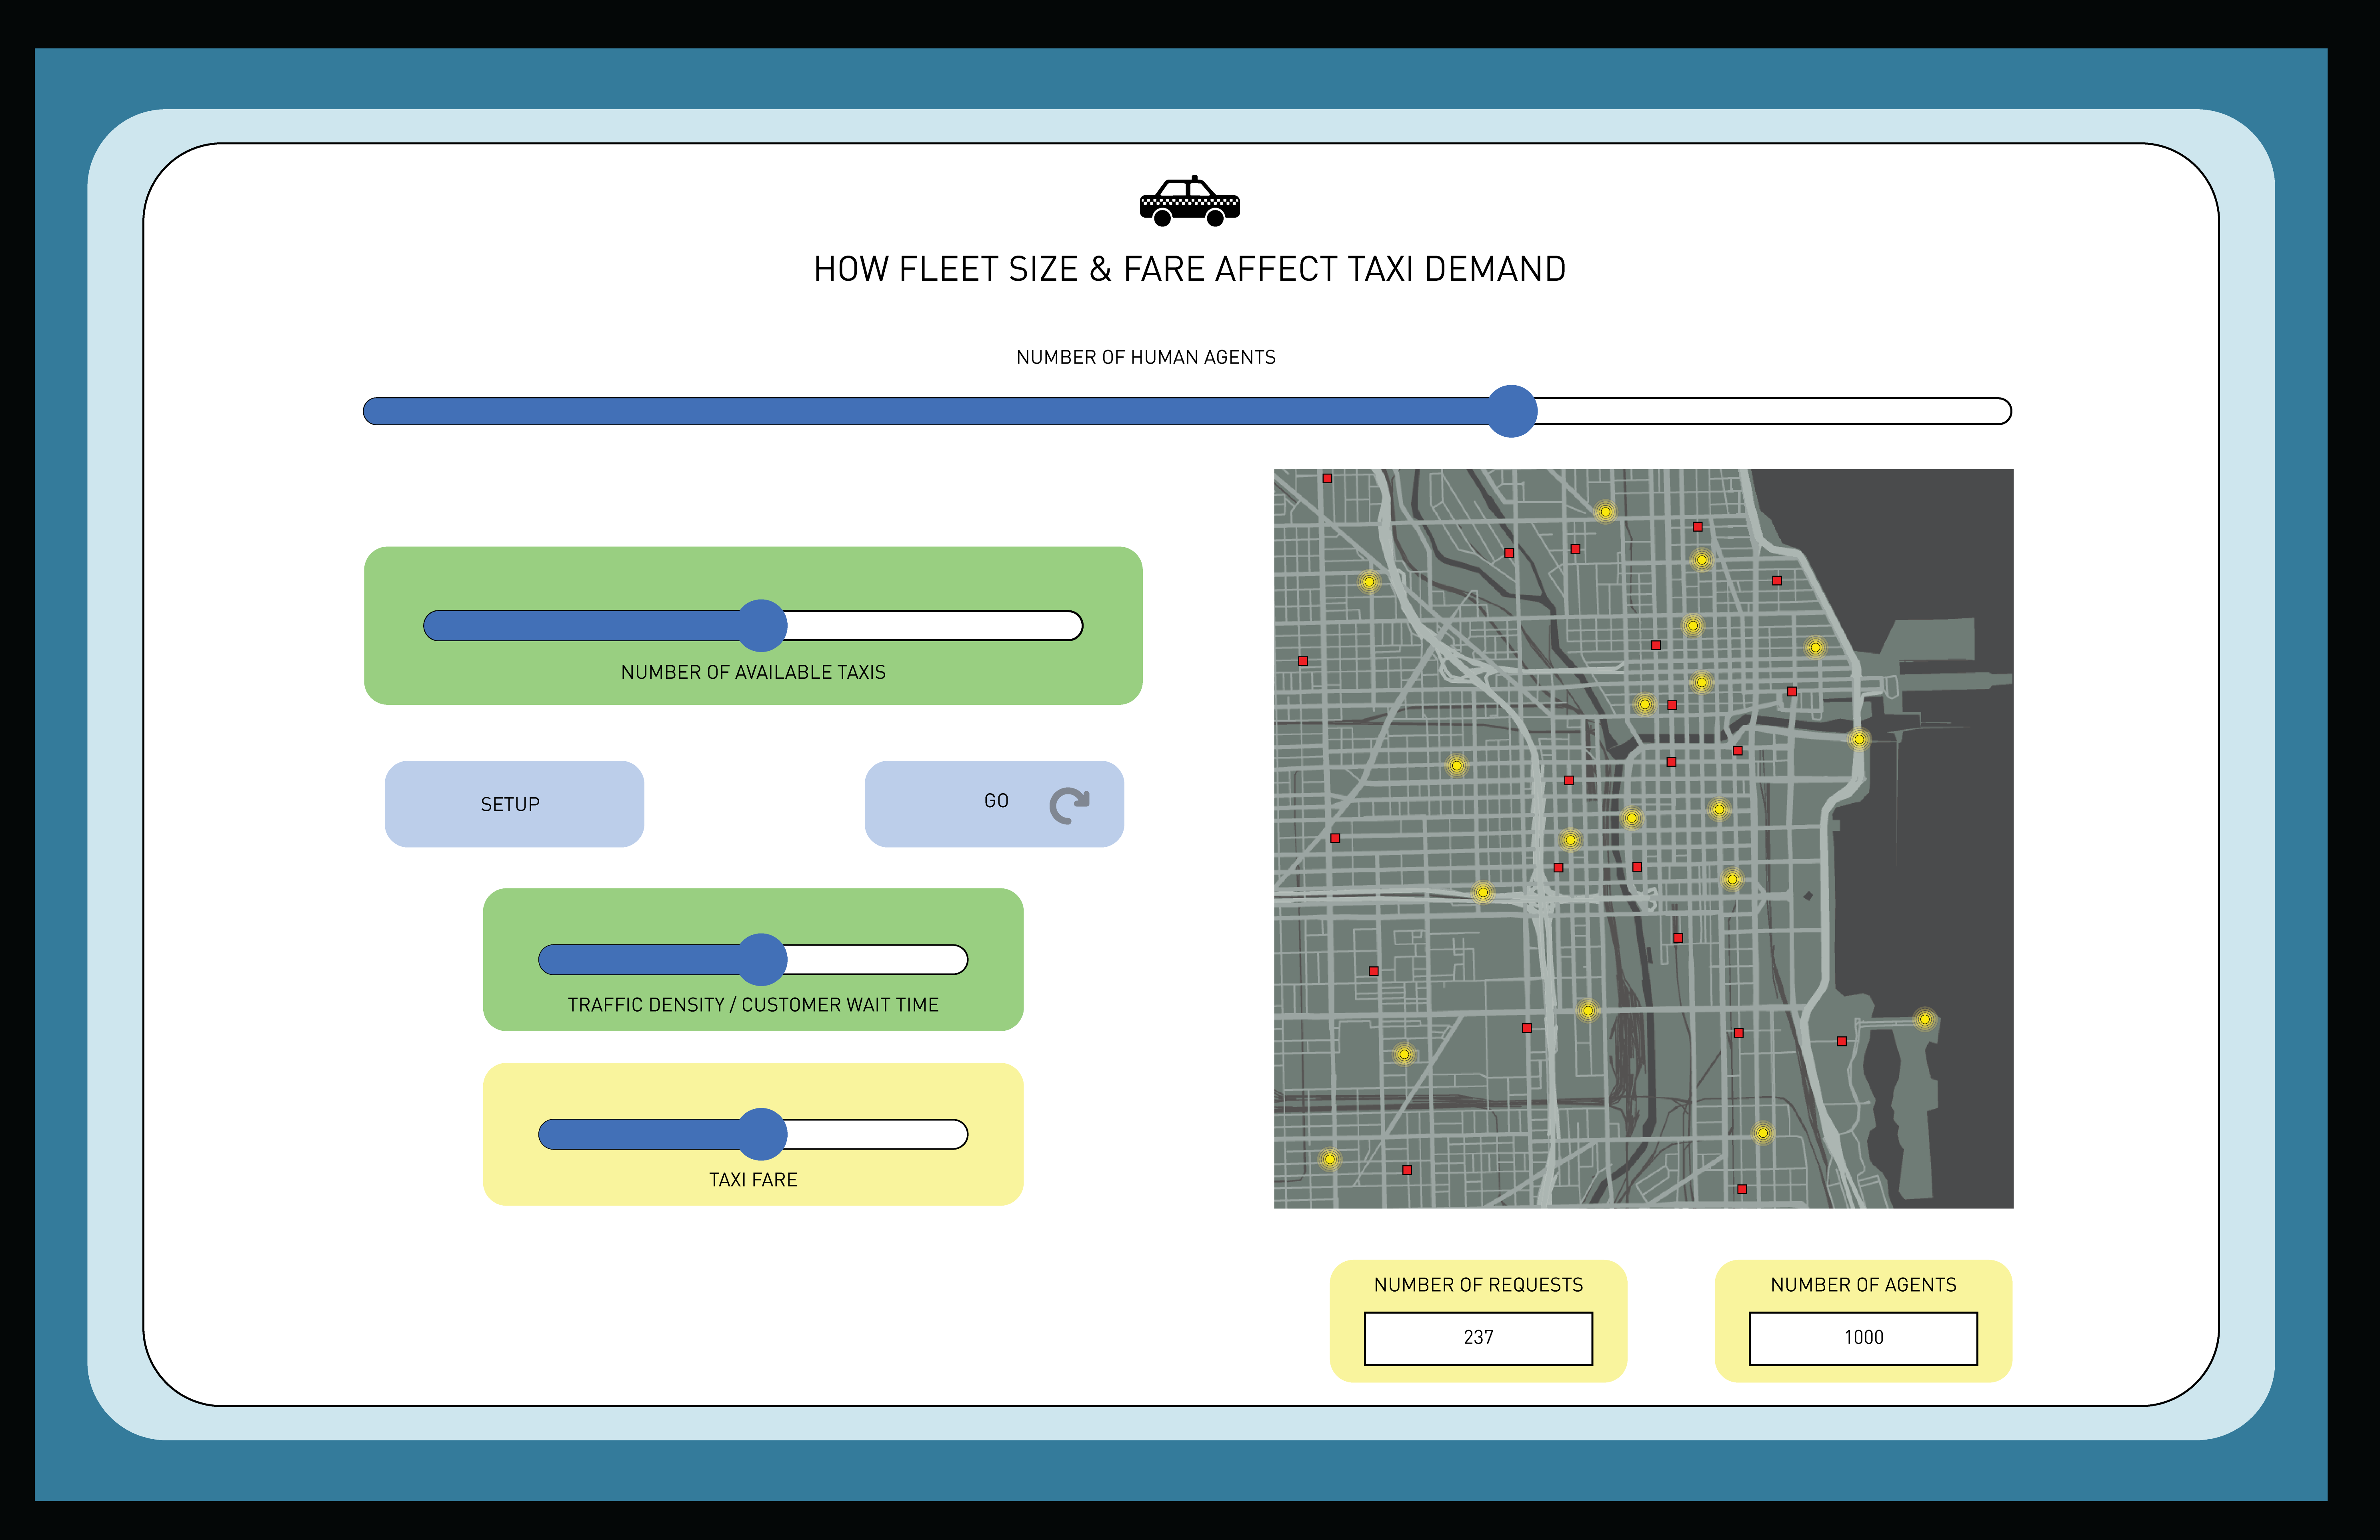 HOW FLEET SIZE & FARE AFFECT TAXI DEMAND
NUMBER OF HUMAN AGENTS
NUMBER OF AVAILABLE TAXIS
SETUP
GO
TRAFFIC DENSITY / CUSTOMER WAIT TIME
TAXI FARE
NUMBER OF REQUESTS
237
NUMBER OF AGENTS
1000